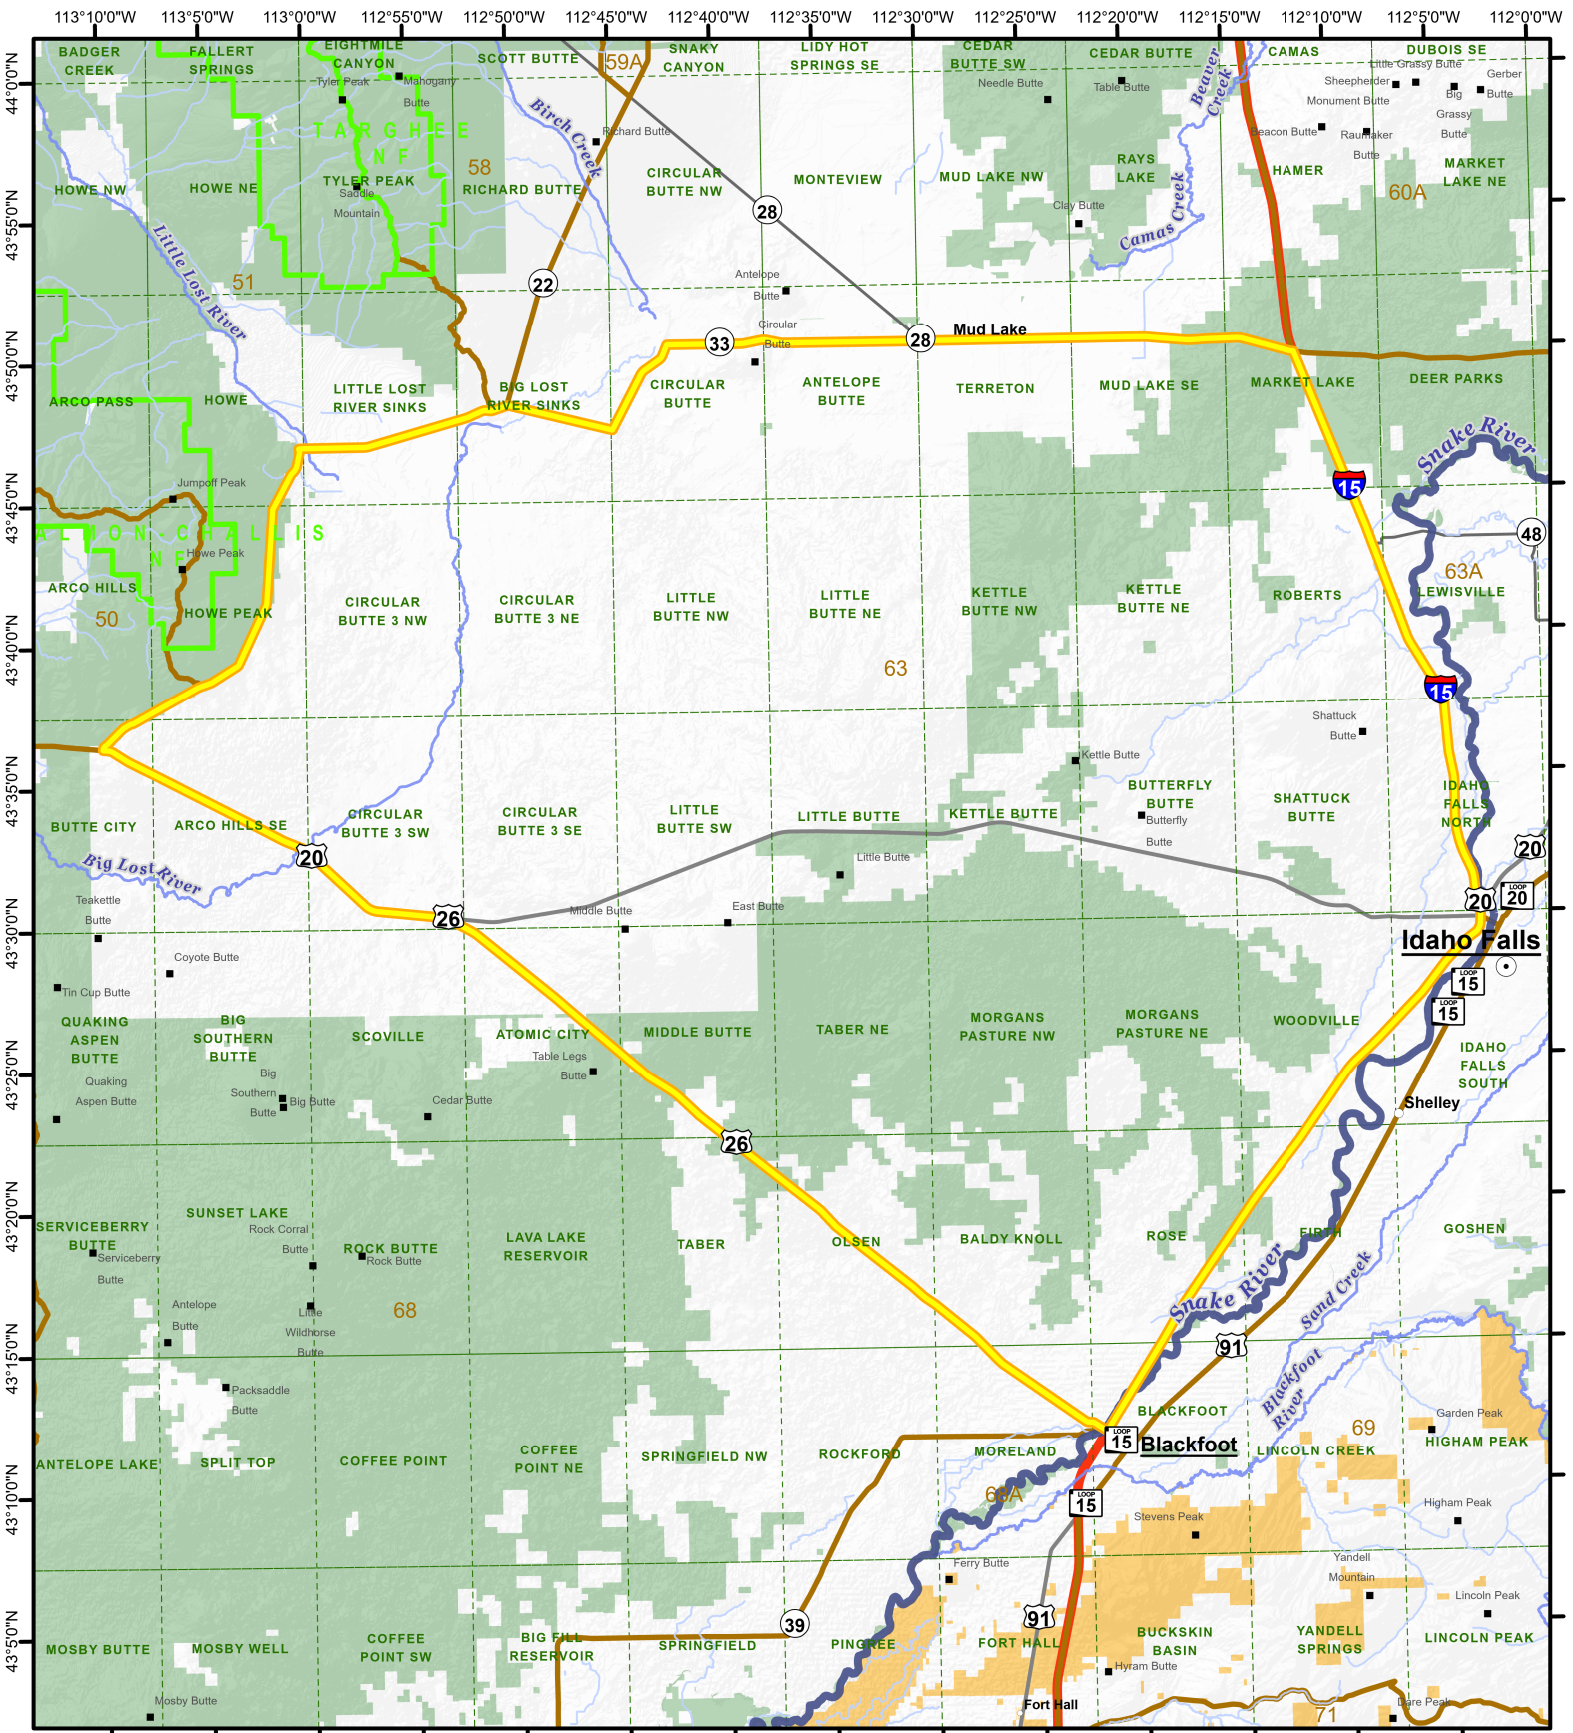 113°0'0"W 113°5'0"W 113°00'0"W 112°55'0"W 112°50'0"W 112°45'0"W 112°40'0"W 112°35'0"W 112°30'0"W 112°25'0"W 112°20'0"W 112°15'0"W 112°10'0"W 112°5'0"W 112°0'0"W
44°0'0"N
43°55'0"N
43°50'0"N
43°45'0"N
43°40'0"N
43°35'0"N
43°30'0"N
43°25'0"N
43°20'0"N
43°15'0"N
43°10'0"N
43°5'0"N
BADGER
CREEK
FALLERT
SPRINGS
EIGHTMILE
CANYON
SCOTT BUTTE
59A
SNAKY
CANYON
LIDY HOT
SPRINGS SE
CEDAR
BUTTE SW
CEDAR BUTTE
CAMAS
DUBOIS SE
Tyler Peak
Mahogany
Butte
Needle Butte
Table Butte
Beaver
Creek
Little Grassy Butte
Sheepherder
Monument Butte
Big
Grassy
Butte
Gerber
Butte
Beacon Butte
Raumaker
Butte
TARGHEE
NF
Birch Creek
Richard Butte
58
HOWE NW
HOWE NE
TYLER PEAK
Saddle
Mountain
RICHARD BUTTE
CIRCULAR
BUTTE NW
MONTEVIEW
MUD LAKE NW
RAYS
LAKE
HAMER
MARKET
LAKE NE
60A
28
Clay Butte
Camas Creek
Little Lost River
51
22
Antelope
Butte
Circular
Butte
33
28
Mud Lake
ARCO PASS
HOWE
LITTLE LOST
RIVER SINKS
BIG LOST
RIVER SINKS
CIRCULAR
BUTTE
ANTELOPE
BUTTE
TERRETON
MUD LAKE SE
MARKET LAKE
DEER PARKS
Snake River
Jumpoff Peak
15
48
ALMON-CHALLIS
NF
Howe Peak
63A
ARCO HILLS
50
HOWE PEAK
CIRCULAR
BUTTE 3 NW
CIRCULAR
BUTTE 3 NE
LITTLE
BUTTE NW
LITTLE
BUTTE NE
KETTLE
BUTTE NW
KETTLE
BUTTE NE
ROBERTS
LEWISVILLE
63
15
Shattuck
Butte
Kettle Butte
BUTTE CITY
ARCO HILLS SE
CIRCULAR
BUTTE 3 SW
CIRCULAR
BUTTE 3 SE
LITTLE
BUTTE SW
LITTLE BUTTE
KETTLE BUTTE
BUTTERFLY
BUTTE
Butterfly
Butte
SHATTUCK
BUTTE
IDAHO
FALLS
NORTH
Big Lost River
20
20
Little Butte
Teakettle
Butte
26
Middle Butte
East Butte
20
LOOP
20
Idaho Falls
Coyote Butte
Tin Cup Butte
LOOP
15
LOOP
15
QUAKING
ASPEN
BUTTE
BIG
SOUTHERN
BUTTE
SCOVILLE
ATOMIC CITY
MIDDLE BUTTE
TABER NE
MORGANS
PASTURE NW
MORGANS
PASTURE NE
WOODVILLE
IDAHO
FALLS
SOUTH
Table Legs
Butte
Quaking
Aspen Butte
Big
Southern
Butte
Big Butte
Cedar Butte
Shelley
26
SERVICEBERRY
BUTTE
Serviceberry
Butte
SUNSET LAKE
Rock Corral
Butte
ROCK BUTTE
Rock Butte
LAVA LAKE
RESERVOIR
TABER
OLSEN
BALDY KNOLL
ROSE
FIRTH
GOSHEN
Snake River
Sand Creek
Antelope
Butte
Little
Wildhorse
Butte
68
91
Blackfoot
River
Packsaddle
Butte
BLACKFOOT
Garden Peak
69
ANTELOPE LAKE
SPLIT TOP
COFFEE POINT
COFFEE
POINT NE
SPRINGFIELD NW
ROCKFORD
MORELAND
LOOP
15
Blackfoot
LINCOLN CREEK
HIGHAM PEAK
68A
LOOP
15
Stevens Peak
Higham Peak
Ferry Butte
Yandell
Mountain
Lincoln Peak
39
91
MOSBY BUTTE
MOSBY WELL
COFFEE
POINT SW
BIG FILL
RESERVOIR
SPRINGFIELD
PINGREE
FORT HALL
BUCKSKIN
BASIN
YANDELL
SPRINGS
LINCOLN PEAK
Hyram Butte
Mosby Butte
Fort Hall
71
Dare Peak